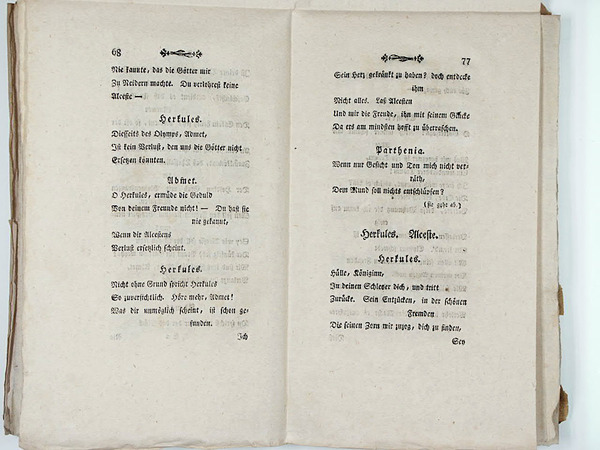 68
Nie kannte, das die Götter mir
Zu Neidern machte. Du verlohrest keine
Alceste —
Herkules.
Diesseits des Olymps, Admet,
Ist kein Verlust, den uns die Götter nicht
Ersetzen könnten.
Admet.
O Herkules, ermüde die Geduld
Von deinem Freunde nicht! — Du hast sie
nie gekannt,
Wenn dir Alcestens
Verlust ersetzlich scheint.
Herkules.
Nicht ohne Grund spricht Herkules
So zuversichtlich. Höre mehr, Admet!
Was dir unmöglich scheint, ist schon ge-
funden.
Ich
77
Sein Herz gekränkt zu haben? doch entdecke
ihm
Nicht alles. Laß Alcesten
Und mir die Freude, ihn mit seinem Glücke
Da ers am mindsten hofft zu überraschen.
Parthenia.
Wenn nur Gesicht und Ton mich nicht ver-
räth,
Dem Mund soll nichts entschlüpfen?
(sie geht ab.)
Herkules. Alceste.
Herkules.
Hülle, Königinn,
In deinen Schleyer dich, und tritt
Zurücke. Sein Entzücken, in der schönen
Fremden
Die seinen Zorn mir zuzog, dich zu finden,
Sey